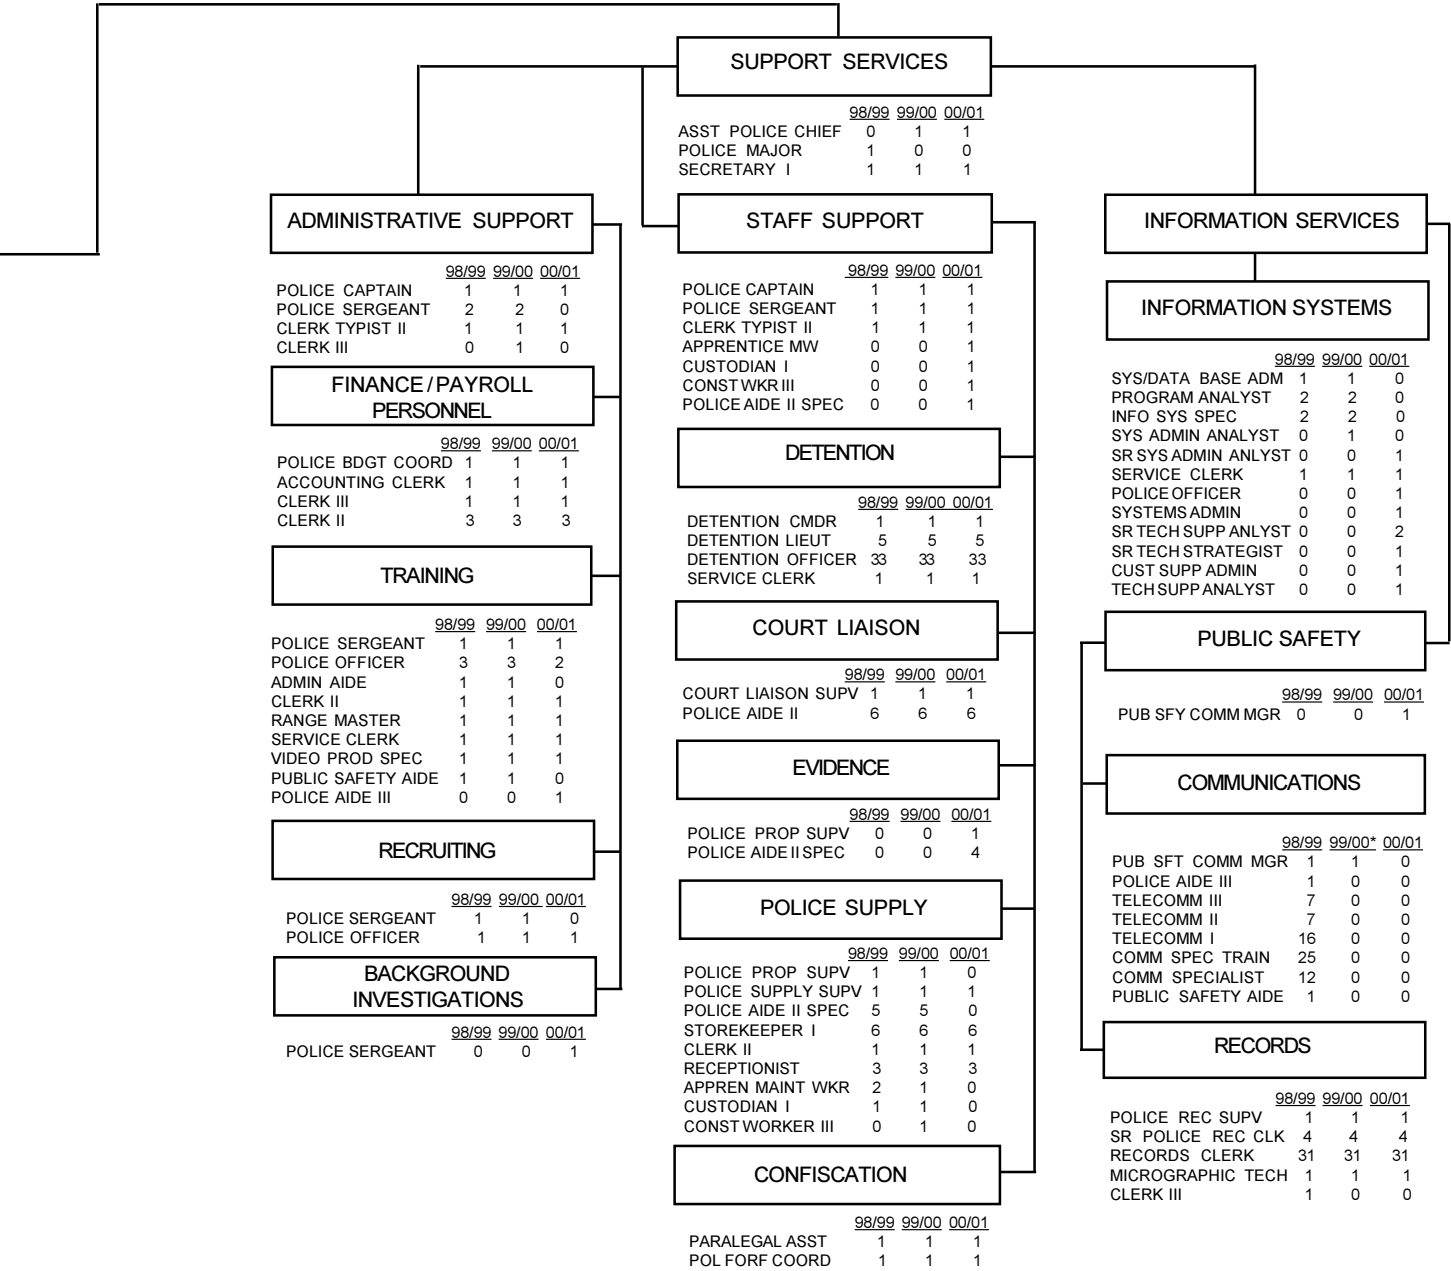 SUPPORT SERVICES
98/99 99/00 00/01
ASST POLICE CHIEF 0 1 1
POLICE MAJOR 1 0 0
SECRETARY I 1 1 1
ADMINISTRATIVE SUPPORT
98/99 99/00 00/01
POLICE CAPTAIN 1 1 1
POLICE SERGEANT 2 2 0
CLERK TYPIST II 1 1 1
CLERK III 0 1 0
FINANCE / PAYROLL
PERSONNEL
98/99 99/00 00/01
POLICE BDGT COORD 1 1 1
ACCOUNTING CLERK 1 1 1
CLERK III 1 1 1
CLERK II 3 3 3
TRAINING
98/99 99/00 00/01
POLICE SERGEANT 1 1 1
POLICE OFFICER 3 3 2
ADMIN AIDE 1 1 0
CLERK II 1 1 1
RANGE MASTER 1 1 1
SERVICE CLERK 1 1 1
VIDEO PROD SPEC 1 1 1
PUBLIC SAFETY AIDE 1 1 0
POLICE AIDE III 0 0 1
RECRUITING
98/99 99/00 00/01
POLICE SERGEANT 1 1 0
POLICE OFFICER 1 1 1
BACKGROUND
INVESTIGATIONS
98/99 99/00 00/01
POLICE SERGEANT 0 0 1
STAFF SUPPORT
98/99 99/00 00/01
POLICE CAPTAIN 1 1 1
POLICE SERGEANT 1 1 1
CLERK TYPIST II 1 1 1
APPRENTICE MW 0 0 1
CUSTODIAN I 0 0 1
CONST WKR III 0 0 1
POLICE AIDE II SPEC 0 0 1
DETENTION
98/99 99/00 00/01
DETENTION CMDR 1 1 1
DETENTION LIEUT 5 5 5
DETENTION OFFICER 33 33 33
SERVICE CLERK 1 1 1
COURT LIAISON
98/99 99/00 00/01
COURT LIAISON SUPV 1 1 1
POLICE AIDE II 6 6 6
EVIDENCE
98/99 99/00 00/01
POLICE PROP SUPV 0 0 1
POLICE AIDE II SPEC 0 0 4
POLICE SUPPLY
98/99 99/00 00/01
POLICE PROP SUPV 1 1 0
POLICE SUPPLY SUPV 1 1 1
POLICE AIDE II SPEC 5 5 0
STOREKEEPER I 6 6 6
CLERK II 1 1 1
RECEPTIONIST 3 3 3
APPREN MAINT WKR 2 1 0
CUSTODIAN I 1 1 0
CONST WORKER III 0 1 0
CONFISCATION
98/99 99/00 00/01
PARALEGAL ASST 1 1 1
POL FORF COORD 1 1 1
INFORMATION SERVICES
INFORMATION SYSTEMS
98/99 99/00 00/01
SYS/DATA BASE ADM 1 1 0
PROGRAM ANALYST 2 2 0
INFO SYS SPEC 2 2 0
SYS ADMIN ANALYST 0 1 0
SR SYS ADMIN ANLYST 0 0 1
SERVICE CLERK 1 1 1
POLICE OFFICER 0 0 1
SYSTEMS ADMIN 0 0 1
SR TECH SUPP ANLYST 0 0 2
SR TECH STRATEGIST 0 0 1
CUST SUPP ADMIN 0 0 1
TECH SUPP ANALYST 0 0 1
PUBLIC SAFETY
98/99 99/00 00/01
PUB SFY COMM MGR 0 0 1
COMMUNICATIONS
98/99 99/00* 00/01
PUB SFT COMM MGR 1 1 0
POLICE AIDE III 1 0 0
TELECOMM III 7 0 0
TELECOMM II 7 0 0
TELECOMM I 16 0 0
COMM SPEC TRAIN 25 0 0
COMM SPECIALIST 12 0 0
PUBLIC SAFETY AIDE 1 0 0
RECORDS
98/99 99/00 00/01
POLICE REC SUPV 1 1 1
SR POLICE REC CLK 4 4 4
RECORDS CLERK 31 31 31
MICROGRAPHIC TECH 1 1 1
CLERK III 1 0 0